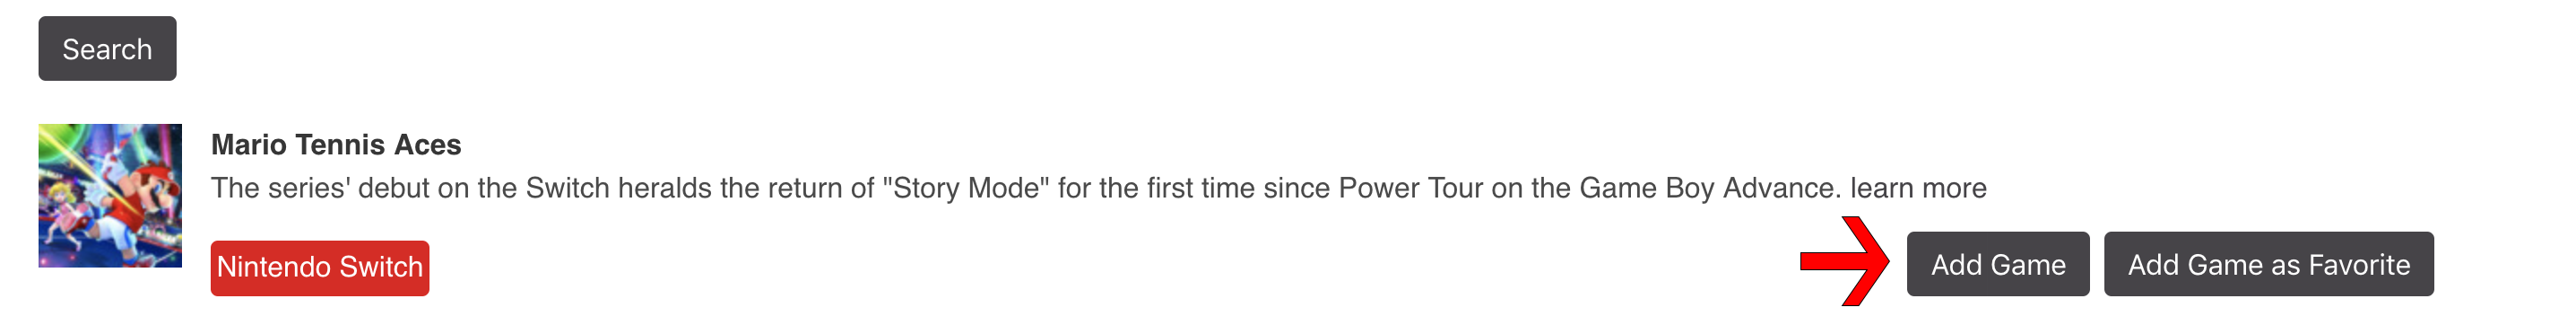 Search
Mario Tennis Aces
The series' debut on the Switch heralds the return of "Story Mode" for the first time since Power Tour on the Game Boy Advance. learn more
Nintendo Switch
Add Game
Add Game as Favorite